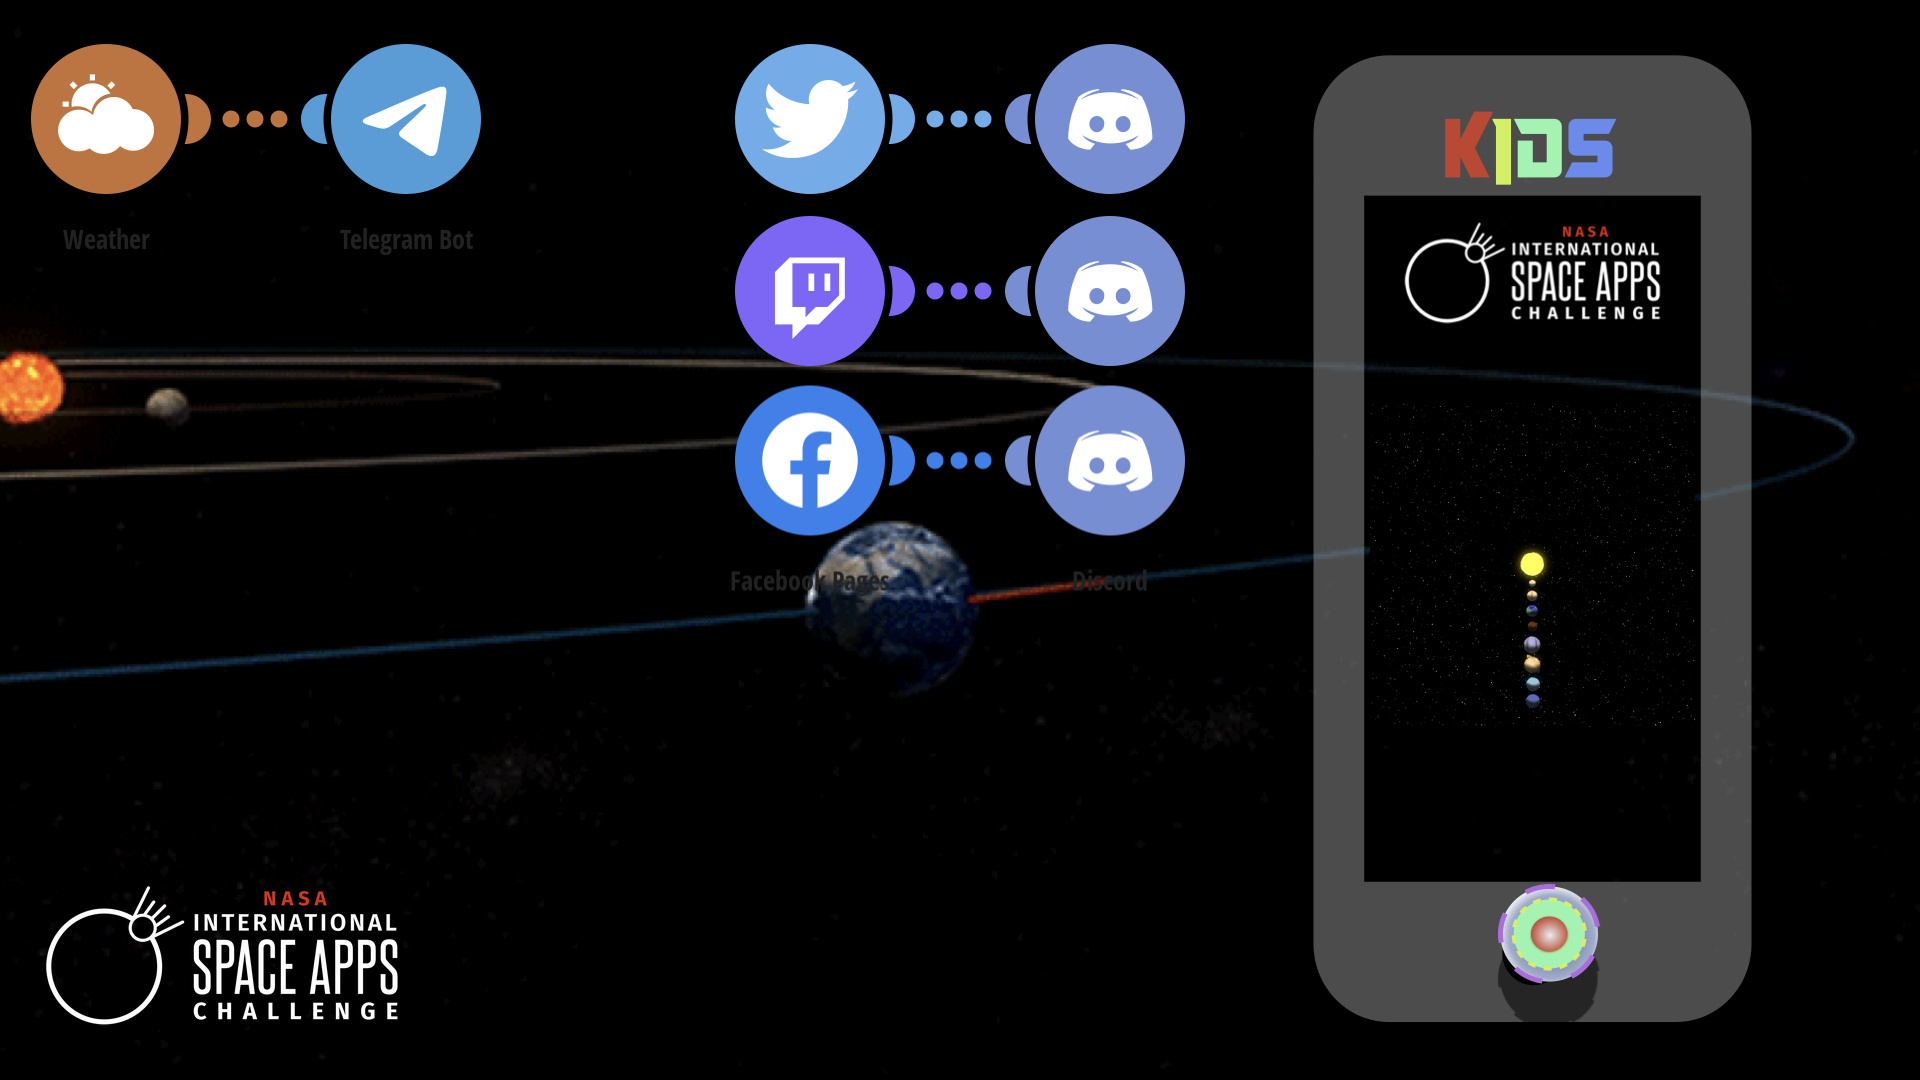 Weather
Telegram Bot
Facebook Pages
Discord
KIDS
NASA
INTERNATIONAL
SPACE APPS
CHALLENGE
NASA
INTERNATIONAL
SPACE APPS
CHALLENGE